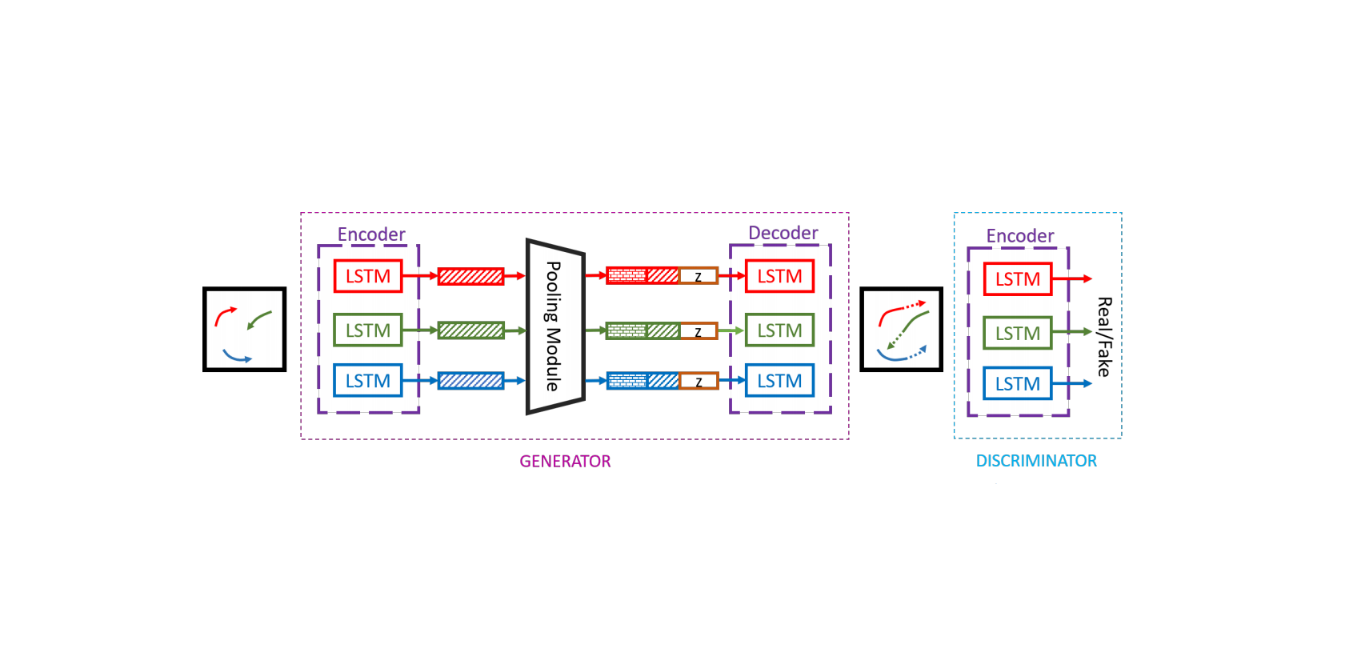 Encoder
LSTM
LSTM
LSTM
Pooling Module
z
z
z
Decoder
LSTM
LSTM
LSTM
GENERATOR
Encoder
LSTM
LSTM
LSTM
Real/Fake
DISCRIMINATOR